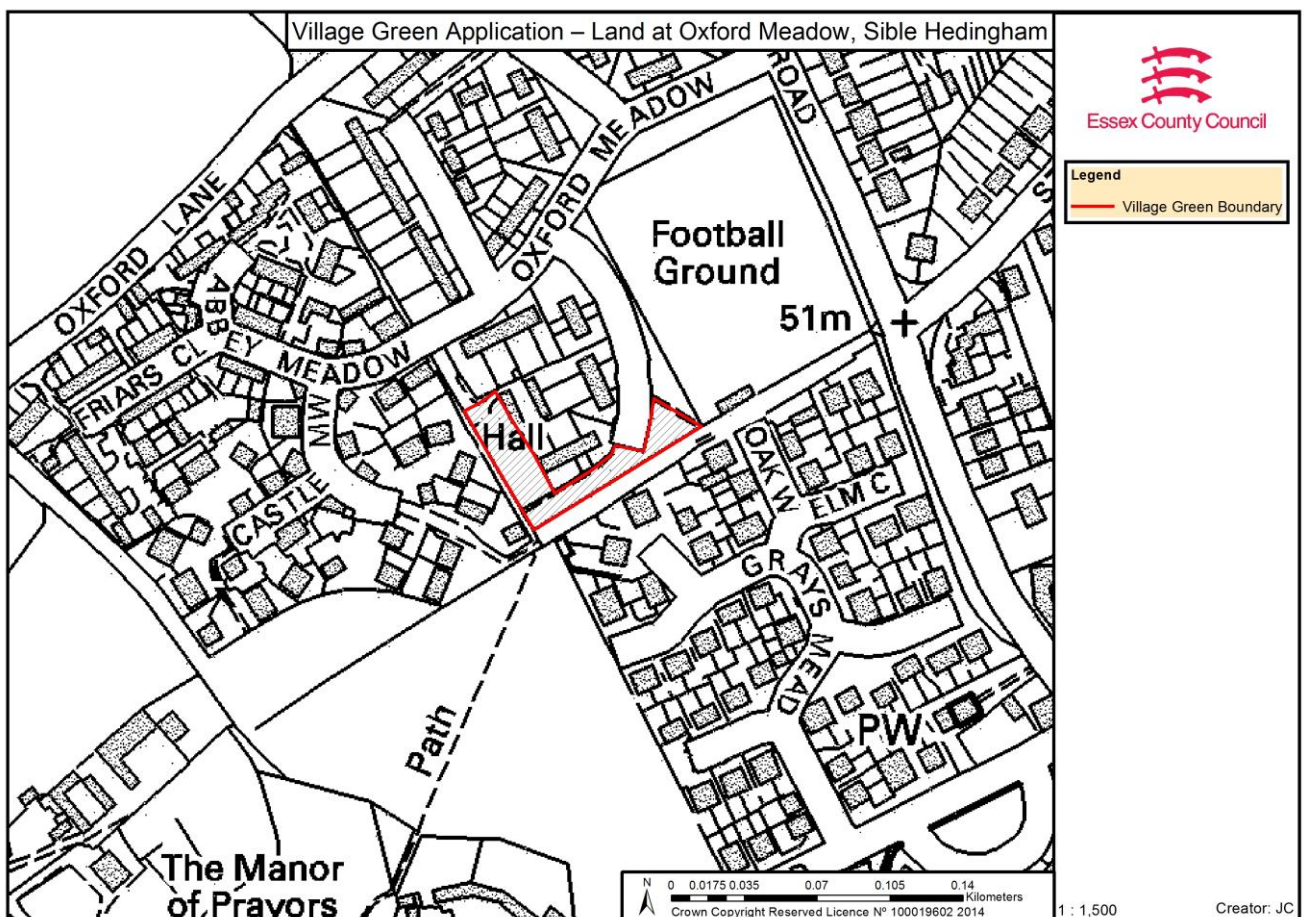 Village Green Application – Land at Oxford Meadow, Sible Hedingham
Essex County Council
Legend
Village Green Boundary
ROAD
OXFORD MEADOW
OXFORD LANE
Football
Ground
51m
OXFORD MEADOW
ABBEY MEADOW
FRIARS CL
Hall
CASTLE
OAK W
ELM C
GRAYS MEAD
Path
PW
The Manor
of Prayors
N
0 0.0175 0.035 0.07 0.105 0.14
Kilometers
Crown Copyright Reserved Licence Nº 100019602 2014
1 : 1,500
Creator: JC